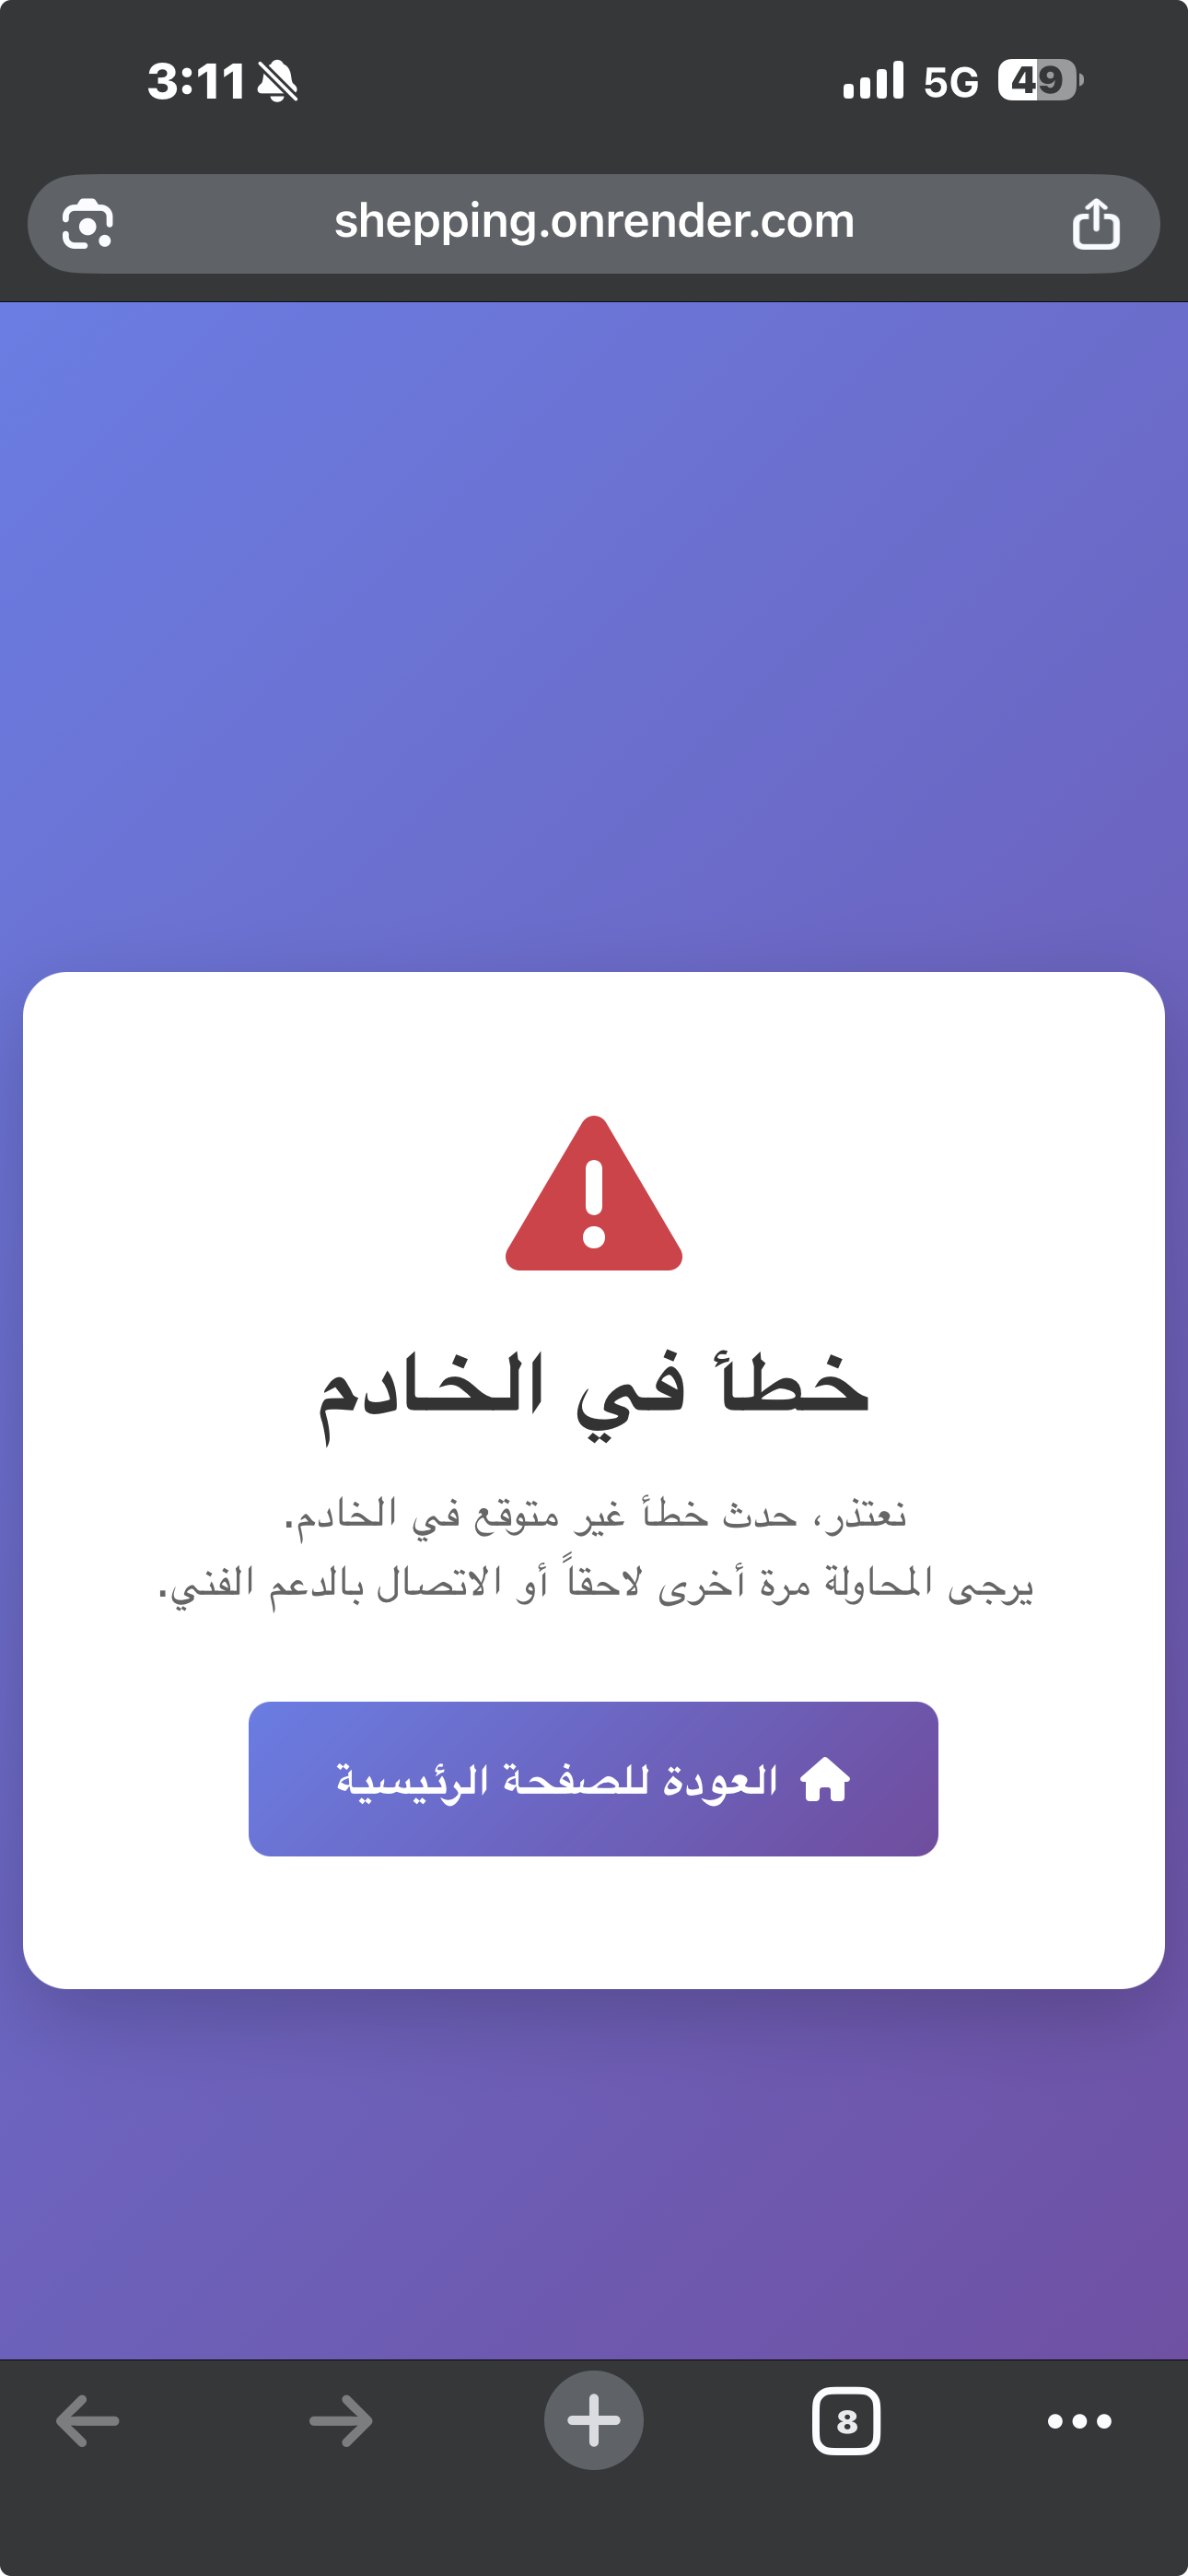 3:11
5G
49
shepping.onrender.com
خطأ في الخادم
نعتذر، حدث خطأ غير متوقع في الخادم.
يرجى المحاولة مرة أخرى لاحقاً أو الاتصال بالدعم الفني.
العودة للصفحة الرئيسية
8